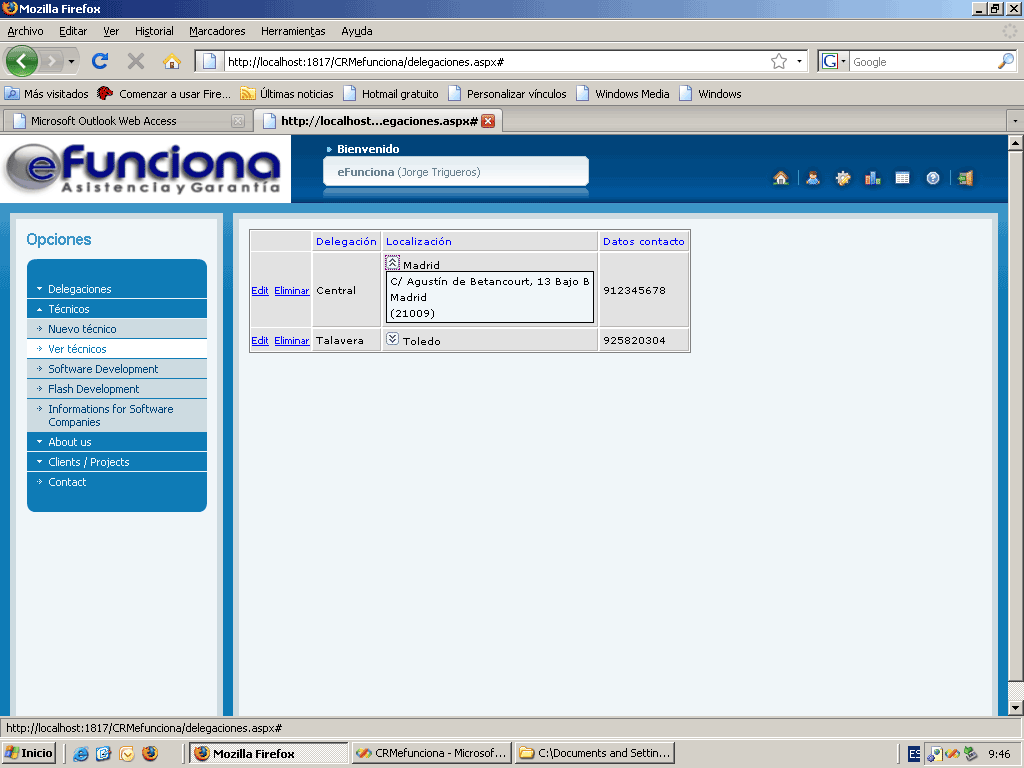 Mozilla Firefox
Archivo Editar Ver Historial Marcadores Herramientas Ayuda
http://localhost:1817/CRMefunciona/delegaciones.aspx#
G Google
Más visitados Comenzar a usar Fire... Últimas noticias Hotmail gratuito Personalizar vínculos Windows Media Windows
Microsoft Outlook Web Access http://localhost...egaciones.aspx#
eFunciona
Asistencia y Garantía
Bienvenido
eFunciona (Jorge Trigueros)
Opciones
Delegaciones
Técnicos
Nuevo técnico
Ver técnicos
Software Development
Flash Development
Informations for Software
Companies
About us
Clients / Projects
Contact
Delegación Localización Datos contacto
Edit Eliminar Central Madrid 912345678
C/ Agustín de Betancourt, 13 Bajo B
Madrid
(21009)
Edit Eliminar Talavera Toledo 925820304
http://localhost:1817/CRMefunciona/delegaciones.aspx#
Inicio Mozilla Firefox CRMefunciona - Microsof... C:\Documents and Settin... ES 9:46